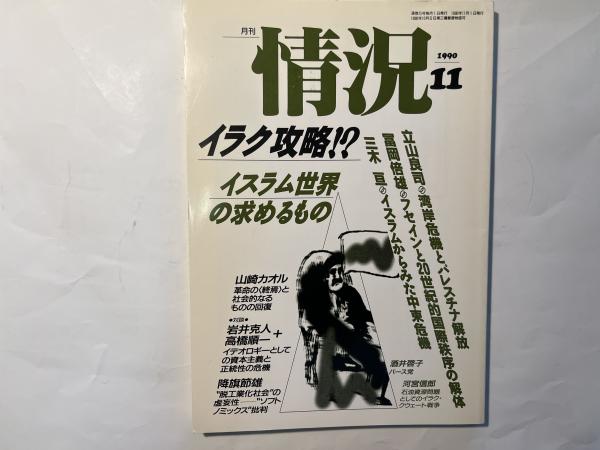 月刊
情況
1990
11
イラク攻略!?
イスラム世界
の求めるもの
立山良司 湾岸危機とパレスチナ解放
冨岡倍雄 フセインと20世紀的国際秩序の解体
三木 亘 イスラムからみた中東危機
山崎カオル
革命の〈終焉〉と
社会的なる
ものの回復
●対談●
岩井克人
+
高橋順一
イデオロギーとして
の資本主義と
正統性の危機
降旗節雄
"脱工業化社会"の
虚妄性——"ソフト
ノミックス"批判
酒井啓子
バース党
河宮信郎
石油資源問題
としてのイラク・
クウェート戦争